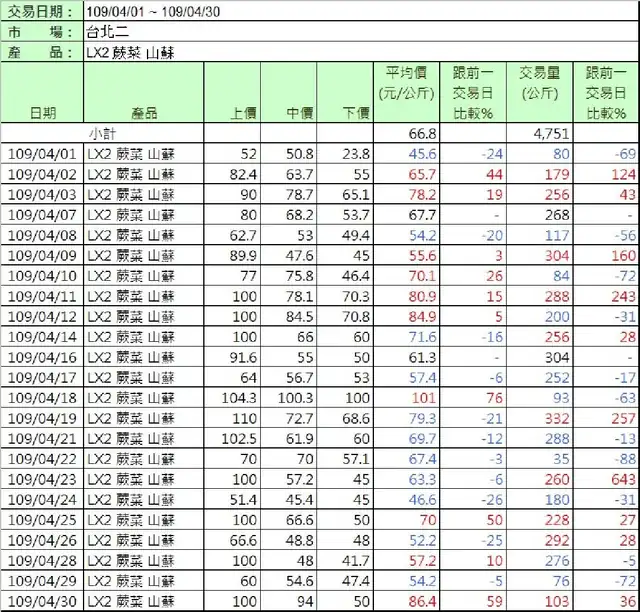 交易日期： 109/04/01 ~ 109/04/30
市 場： 台北二
產 品： LX2 蕨菜 山蘇
日期 產品 上價 中價 下價 平均價 (元/公斤) 跟前一 交易日 比較% 交易量 (公斤) 跟前一 交易日 比較%
小計 66.8 4,751
109/04/01 LX2 蕨菜 山蘇 52 50.8 23.8 45.6 -24 80 -69
109/04/02 LX2 蕨菜 山蘇 82.4 63.7 55 65.7 44 179 124
109/04/03 LX2 蕨菜 山蘇 90 78.7 65.1 78.2 19 256 43
109/04/07 LX2 蕨菜 山蘇 80 68.2 53.7 67.7 - 268 -
109/04/08 LX2 蕨菜 山蘇 62.7 53 49.4 54.2 -20 117 -56
109/04/09 LX2 蕨菜 山蘇 89.9 47.6 45 55.6 3 304 160
109/04/10 LX2 蕨菜 山蘇 77 75.8 46.4 70.1 26 84 -72
109/04/11 LX2 蕨菜 山蘇 100 78.1 70.3 80.9 15 288 243
109/04/12 LX2 蕨菜 山蘇 100 84.5 70.8 84.9 5 200 -31
109/04/14 LX2 蕨菜 山蘇 100 66 60 71.6 -16 256 28
109/04/16 LX2 蕨菜 山蘇 91.6 55 50 61.3 - 304 -
109/04/17 LX2 蕨菜 山蘇 64 56.7 53 57.4 -6 252 -17
109/04/18 LX2 蕨菜 山蘇 104.3 100.3 100 101 76 93 -63
109/04/19 LX2 蕨菜 山蘇 110 72.7 68.6 79.3 -21 332 257
109/04/21 LX2 蕨菜 山蘇 102.5 61.9 60 69.7 -12 288 -13
109/04/22 LX2 蕨菜 山蘇 70 70 57.1 67.4 -3 35 -88
109/04/23 LX2 蕨菜 山蘇 100 57.2 45 63.3 -6 260 643
109/04/24 LX2 蕨菜 山蘇 51.4 45.4 45 46.6 -26 180 -31
109/04/25 LX2 蕨菜 山蘇 100 66.6 50 70 50 228 27
109/04/26 LX2 蕨菜 山蘇 66.6 48.8 48 52.2 -25 292 28
109/04/28 LX2 蕨菜 山蘇 100 48 41.7 57.2 10 276 -5
109/04/29 LX2 蕨菜 山蘇 60 54.6 47.4 54.2 -5 76 -72
109/04/30 LX2 蕨菜 山蘇 100 94 50 86.4 59 103 36